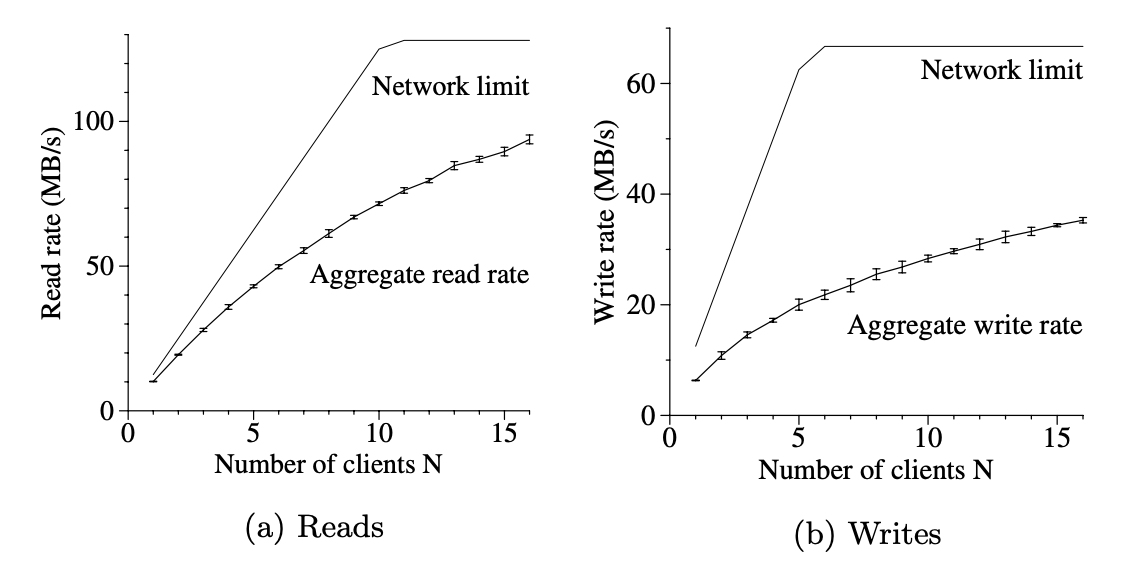 Read rate (MB/s)
100
50
0
Network limit
Aggregate read rate
0 5 10 15
Number of clients N
(a) Reads
Write rate (MB/s)
60
40
20
0
Network limit
Aggregate write rate
0 5 10 15
Number of clients N
(b) Writes